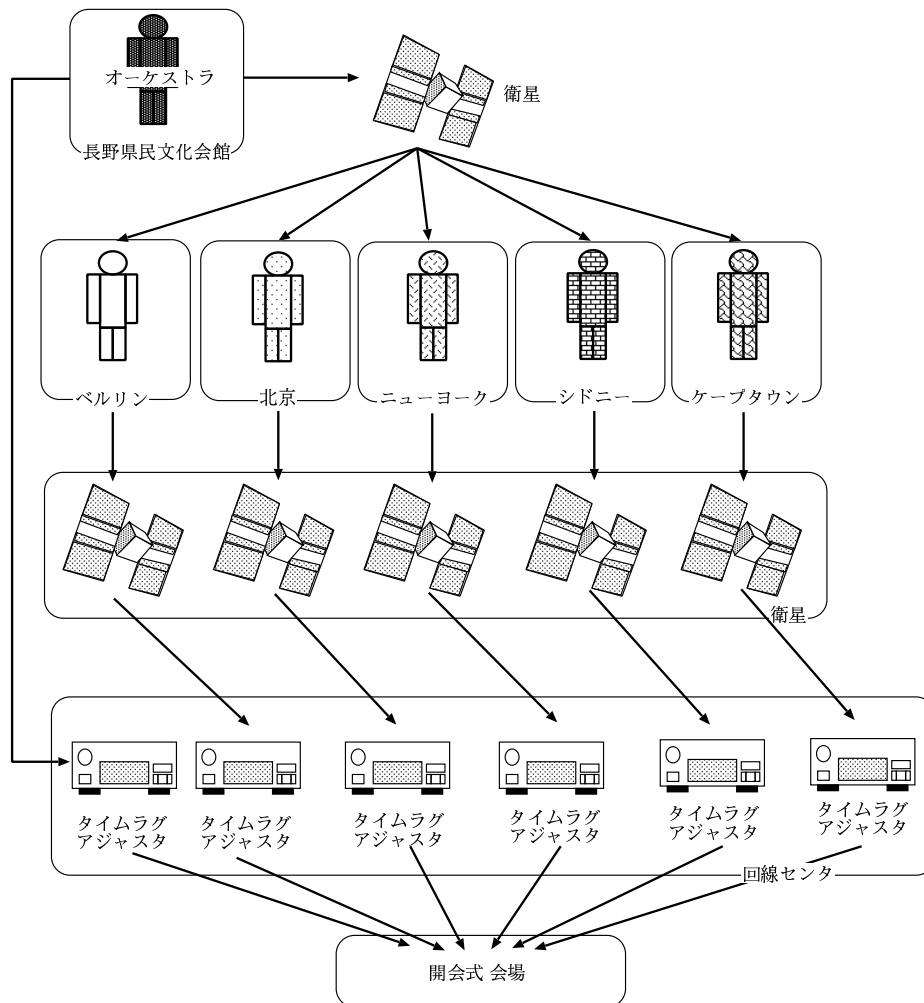 オーケストラ
長野県民文化会館
衛星
ベルリン
北京
ニューヨーク
シドニー
ケープタウン
衛星
タイムラグ
アジャスタ
タイムラグ
アジャスタ
タイムラグ
アジャスタ
タイムラグ
アジャスタ
タイムラグ
アジャスタ
タイムラグ
アジャスタ
回線センタ
開会式 会場